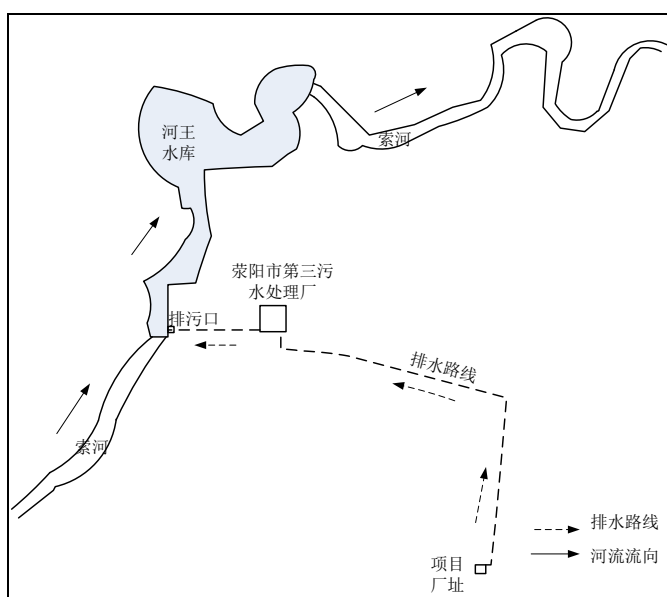 河王
水库
索河
荥阳市第三污
水处理厂
排污口
排水路线
索河
排水路线
河流流向
项目
厂址